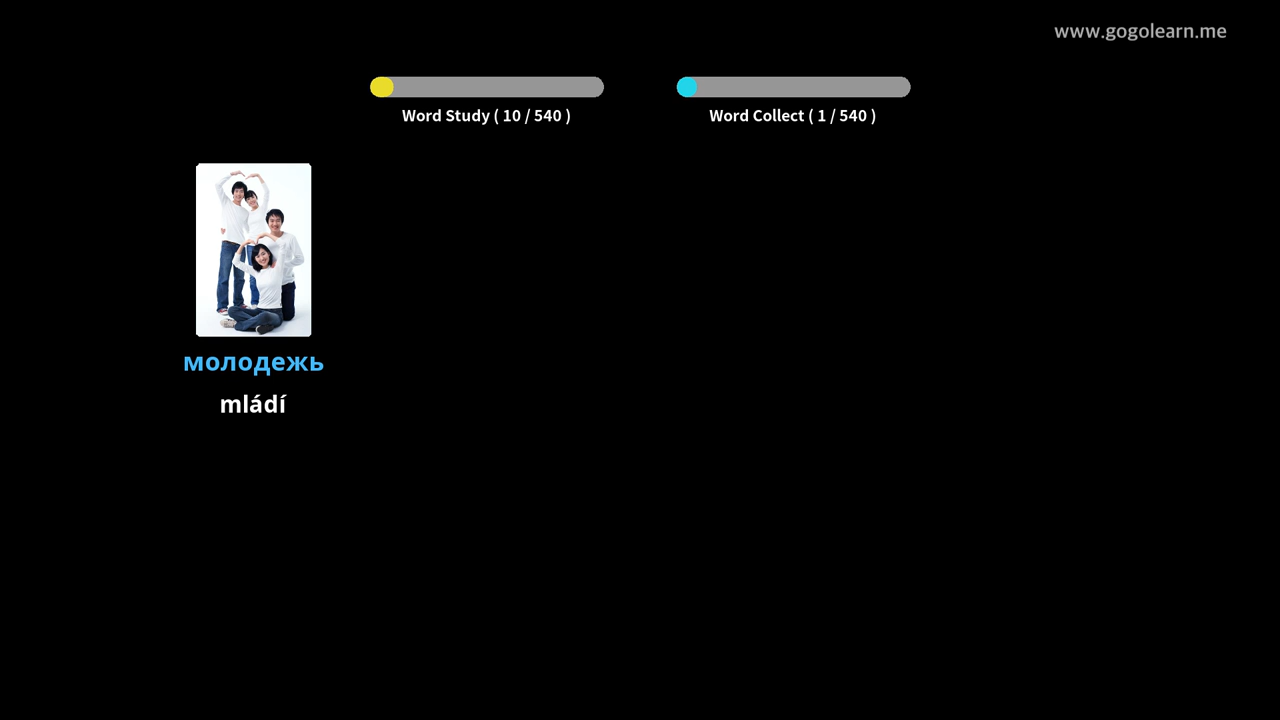 www.gogolearn.me
Word Study ( 10 / 540 )
Word Collect ( 1 / 540 )
молодежь
mládí